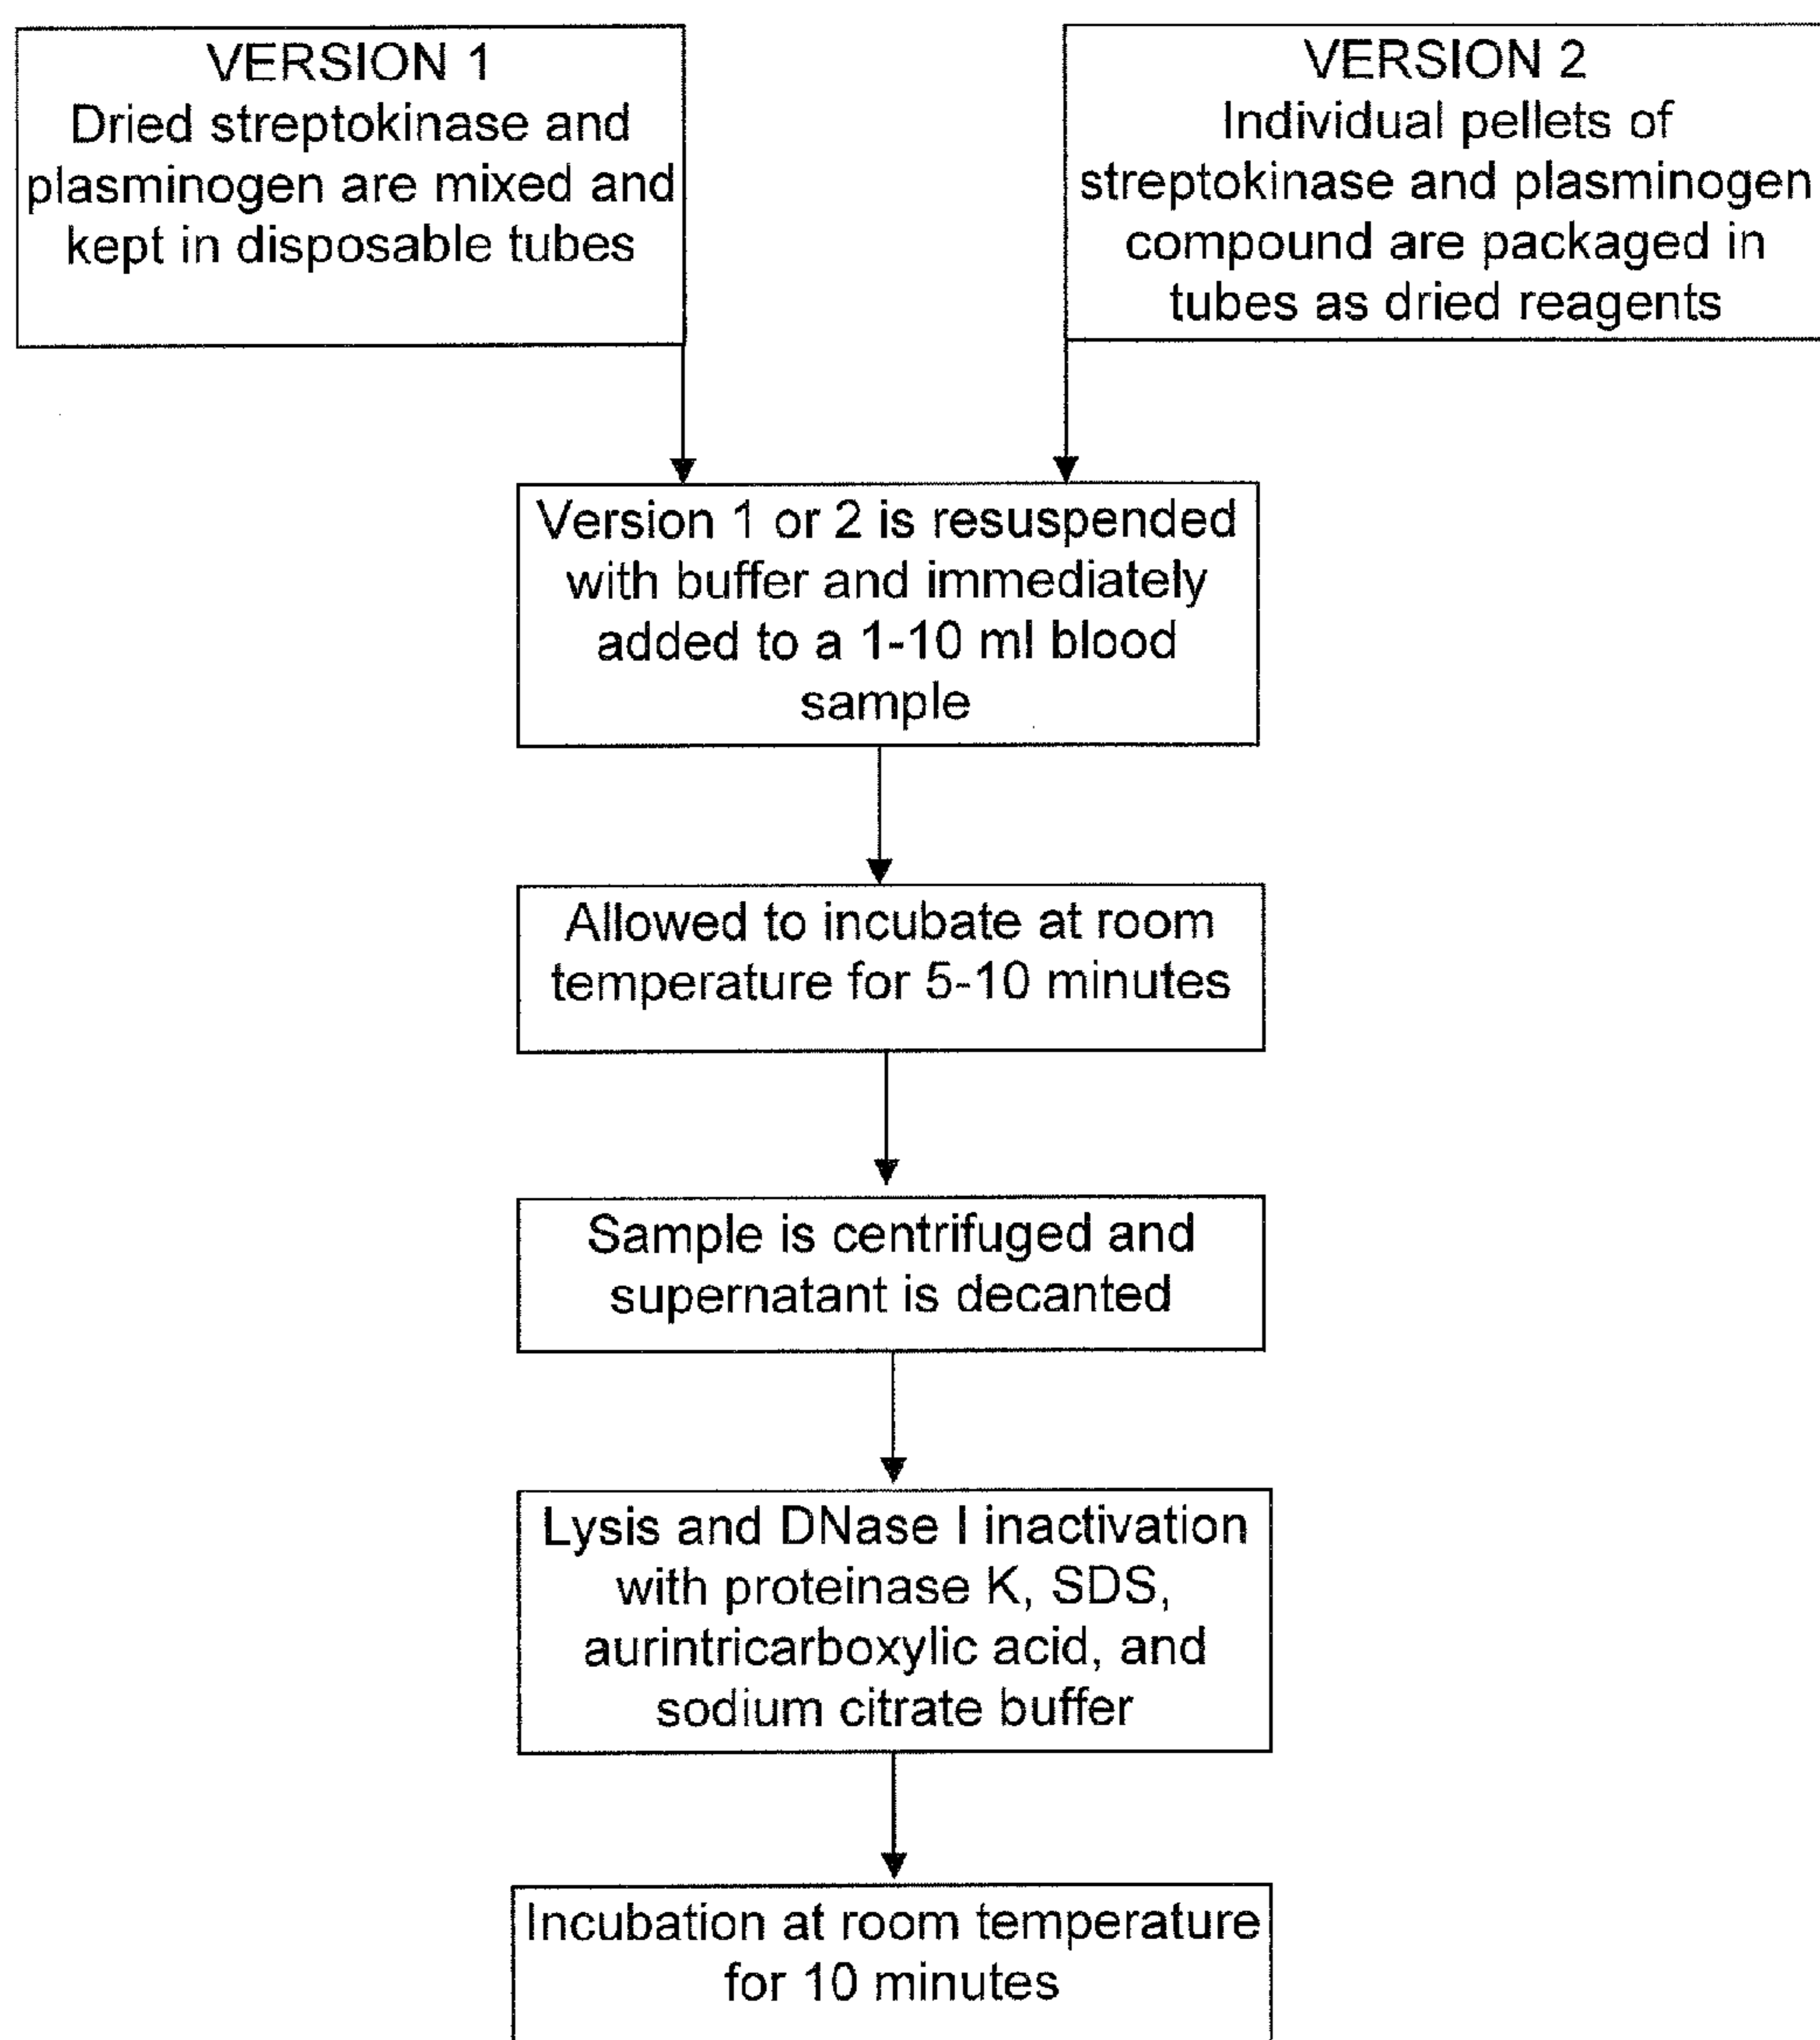 VERSION 1
Dried streptokinase and
plasminogen are mixed and
kept in disposable tubes
VERSION 2
Individual pellets of
streptokinase and plasminogen
compound are packaged in
tubes as dried reagents
Version 1 or 2 is resuspended
with buffer and immediately
added to a 1-10 ml blood
sample
Allowed to incubate at room
temperature for 5-10 minutes
Sample is centrifuged and
supernatant is decanted
Lysis and DNase I inactivation
with proteinase K, SDS,
aurintricarboxylic acid, and
sodium citrate buffer
Incubation at room temperature
for 10 minutes